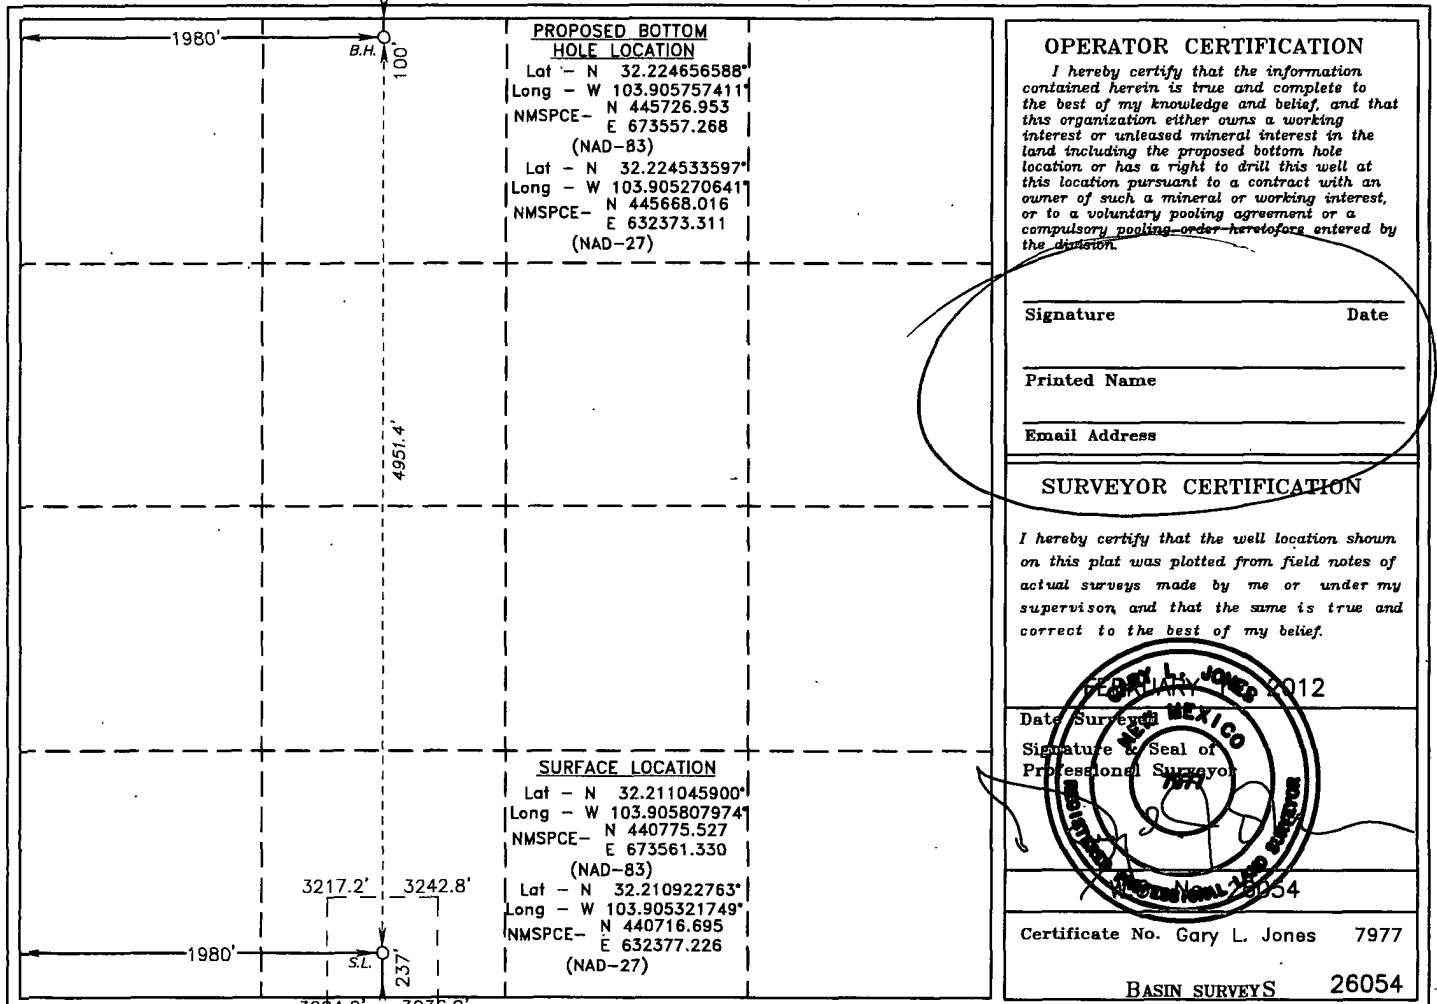 1980'
B.H.
100'
PROPOSED BOTTOM
HOLE LOCATION
Lat - N 32.224656588°
Long - W 103.905757411°
NMSPCE- N 445726.953
E 673557.268
(NAD-83)
Lat - N 32.224533597°
Long - W 103.905270641°
NMSPCE- N 445668.016
E 632373.311
(NAD-27)
4951.4'
SURFACE LOCATION
Lat - N 32.211045900°
Long - W 103.905807974°
NMSPCE- N 440775.527
E 673561.330
(NAD-83)
Lat - N 32.210922763°
Long - W 103.905321749°
NMSPCE- N 440716.695
E 632377.226
(NAD-27)
3217.2' 3242.8'
1980'
S.L.
237'
OPERATOR CERTIFICATION
I hereby certify that the information
contained herein is true and complete to
the best of my knowledge and belief, and that
this organization either owns a working
interest or unleased mineral interest in the
land including the proposed bottom hole
location or has a right to drill this well at
this location pursuant to a contract with an
owner of such a mineral or working interest,
or to a voluntary pooling agreement or a
compulsory pooling order heretofore entered by
the division.
Signature Date
Printed Name
Email Address
SURVEYOR CERTIFICATION
I hereby certify that the well location shown
on this plat was plotted from field notes of
actual surveys made by me or under my
supervison, and that the same is true and
correct to the best of my belief.
FEBRUARY 2012
Date Surveyed
Signature & Seal of
Professional Surveyor
GARY L. JONES
NEW MEXICO
7977
REGISTERED PROFESSIONAL LAND SURVEYOR
W.O. No. 26054
Certificate No. Gary L. Jones 7977
BASIN SURVEYS 26054